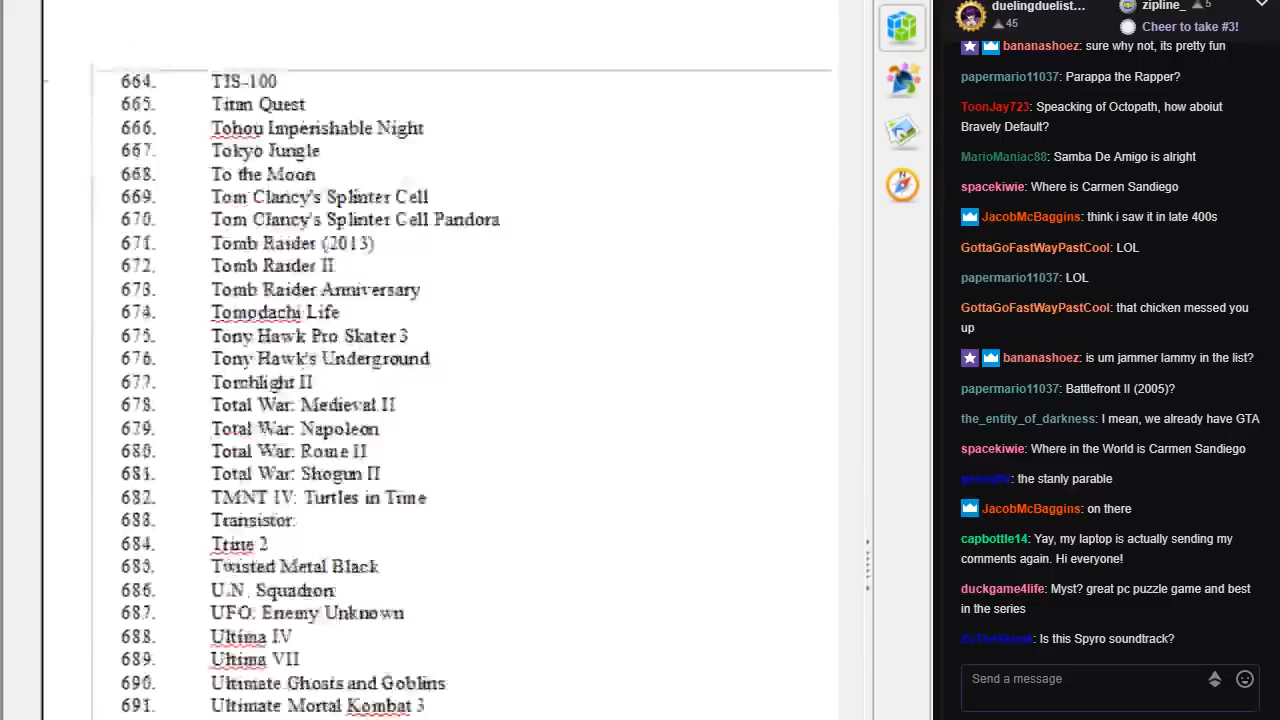 664. TIS-100
665. Titan Quest
666. Tohou Imperishable Night
667. Tokyo Jungle
668. To the Moon
669. Tom Clancy's Splinter Cell
670. Tom Clancy's Splinter Cell Pandora
671. Tomb Raider (2013)
672. Tomb Raider II
673. Tomb Raider Anniversary
674. Tomodachi Life
675. Tony Hawk Pro Skater 3
676. Tony Hawk's Underground
677. Torchlight II
678. Total War: Medieval II
679. Total War: Napoleon
680. Total War: Rome II
681. Total War: Shogun II
682. TMNT IV: Turtles in Time
683. Transistor
684. Trine 2
685. Twisted Metal Black
686. U.N. Squadron
687. UFO: Enemy Unknown
688. Ultima IV
689. Ultima VII
690. Ultimate Ghosts and Goblins
691. Ultimate Mortal Kombat 3
duelingduelist... 45
zipline_ 5
Cheer to take #3!
bananashoez: sure why not, its pretty fun
papermario11037: Parappa the Rapper?
ToonJay723: Speacking of Octopath, how aboiut
Bravely Default?
MarioManiac88: Samba De Amigo is alright
spacekiwie: Where is Carmen Sandiego
JacobMcBaggins: think i saw it in late 400s
GottaGoFastWayPastCool: LOL
papermario11037: LOL
GottaGoFastWayPastCool: that chicken messed you
up
bananashoez: is um jammer lammy in the list?
papermario11037: Battlefront II (2005)?
the_entity_of_darkness: I mean, we already have GTA
spacekiwie: Where in the World is Carmen Sandiego
: the stanly parable
JacobMcBaggins: on there
capbottle14: Yay, my laptop is actually sending my
comments again. Hi everyone!
duckgame4life: Myst? great pc puzzle game and best
in the series
: Is this Spyro soundtrack?
Send a message